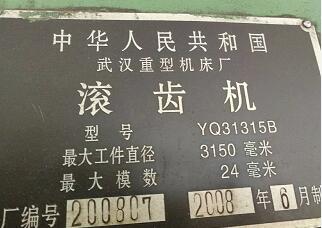 中华人民共和国
武汉重型机床厂
滚齿机
型号 YQ31315B
最大工件直径 3150 毫米
最大模数 24 毫米
厂编号 200807 2008 年 6 月制